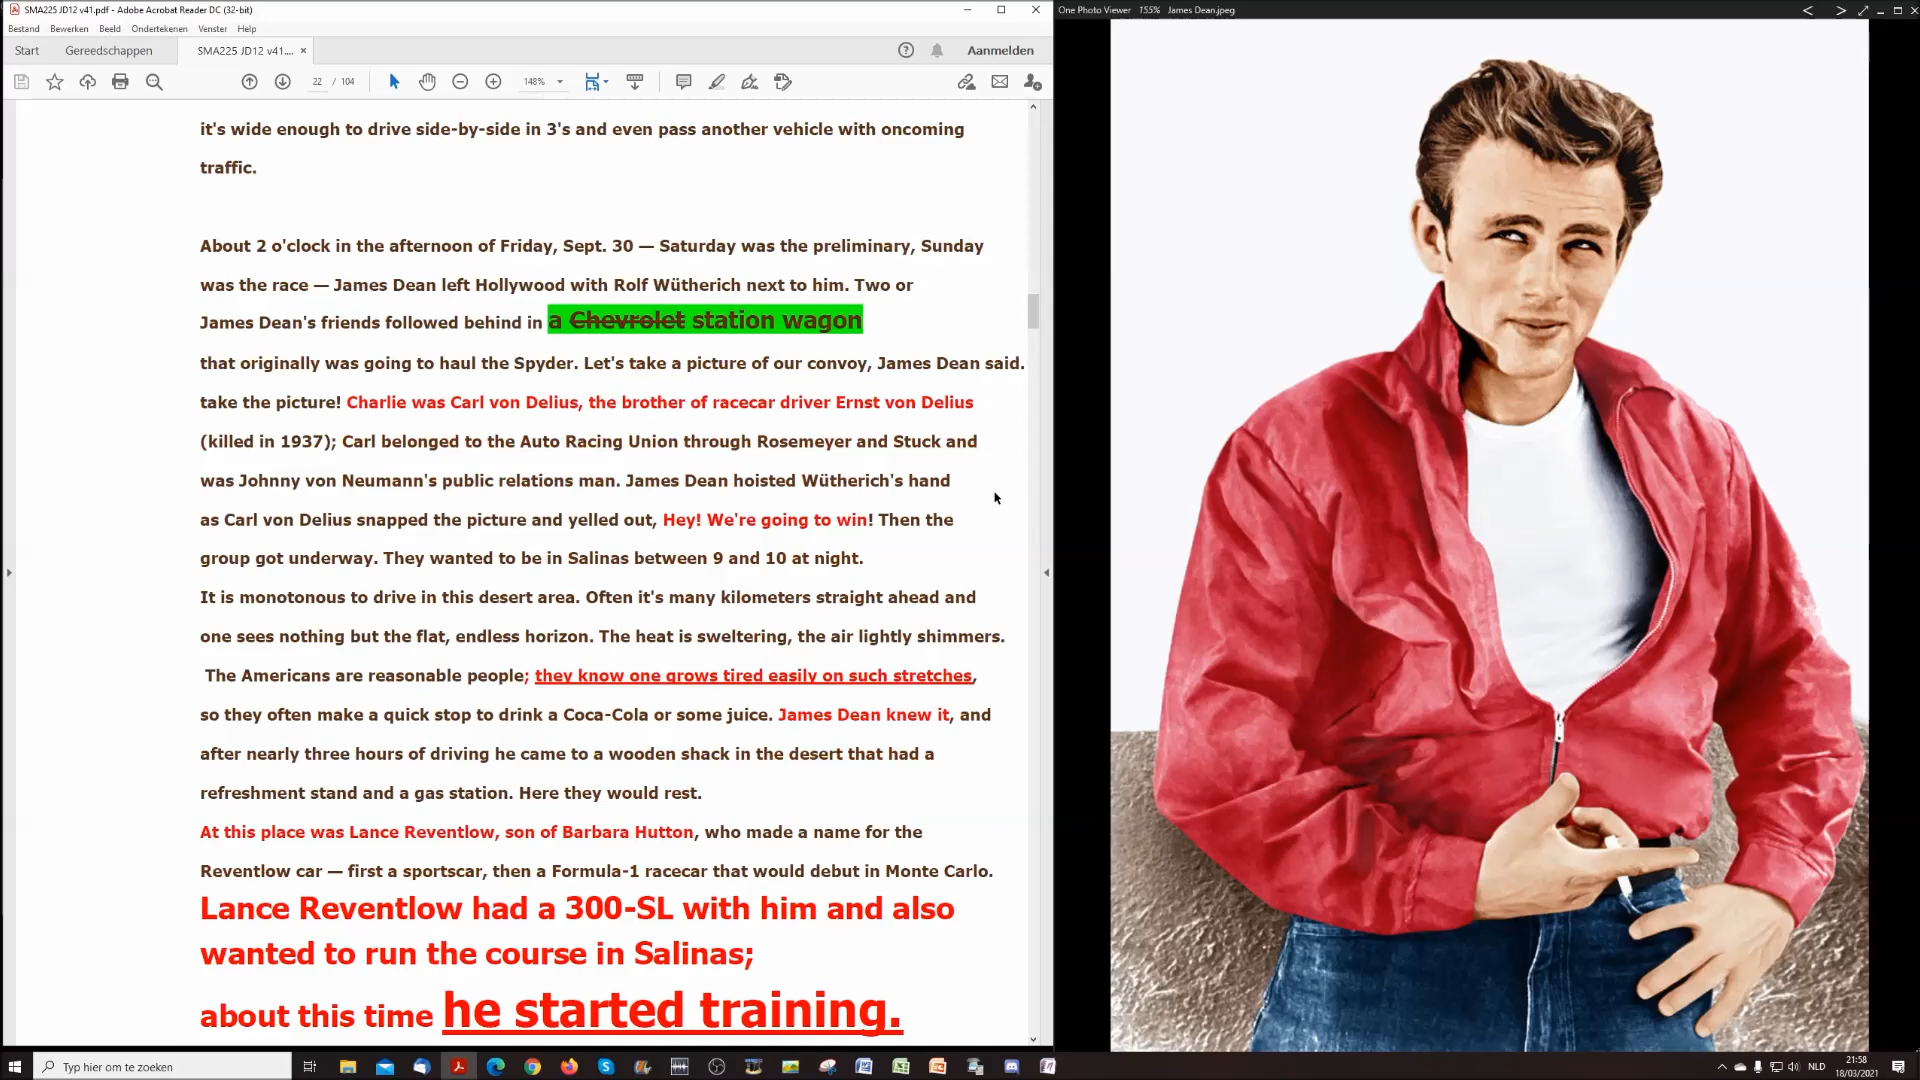 SMA225 JD12 v41.pdf - Adobe Acrobat Reader DC (32-bit)
Bestand Bewerken Beeld Ondertekenen Venster Help
Start Gereedschappen SMA225 JD12 v41.... × Aanmelden
22 / 104 148%
it's wide enough to drive side-by-side in 3's and even pass another vehicle with oncoming
traffic.
About 2 o'clock in the afternoon of Friday, Sept. 30 — Saturday was the preliminary, Sunday
was the race — James Dean left Hollywood with Rolf Wütherich next to him. Two or
James Dean's friends followed behind in a Chevrolet station wagon
that originally was going to haul the Spyder. Let's take a picture of our convoy, James Dean said.
take the picture! Charlie was Carl von Delius, the brother of racecar driver Ernst von Delius
(killed in 1937); Carl belonged to the Auto Racing Union through Rosemeyer and Stuck and
was Johnny von Neumann's public relations man. James Dean hoisted Wütherich's hand
as Carl von Delius snapped the picture and yelled out, Hey! We're going to win! Then the
group got underway. They wanted to be in Salinas between 9 and 10 at night.
It is monotonous to drive in this desert area. Often it's many kilometers straight ahead and
one sees nothing but the flat, endless horizon. The heat is sweltering, the air lightly shimmers.
The Americans are reasonable people; they know one grows tired easily on such stretches,
so they often make a quick stop to drink a Coca-Cola or some juice. James Dean knew it, and
after nearly three hours of driving he came to a wooden shack in the desert that had a
refreshment stand and a gas station. Here they would rest.
At this place was Lance Reventlow, son of Barbara Hutton, who made a name for the
Reventlow car — first a sportscar, then a Formula-1 racecar that would debut in Monte Carlo.
Lance Reventlow had a 300-SL with him and also
wanted to run the course in Salinas;
about this time he started training.
One Photo Viewer 155% James Dean.jpeg
Typ hier om te zoeken
NLD
21:58
18/03/2021